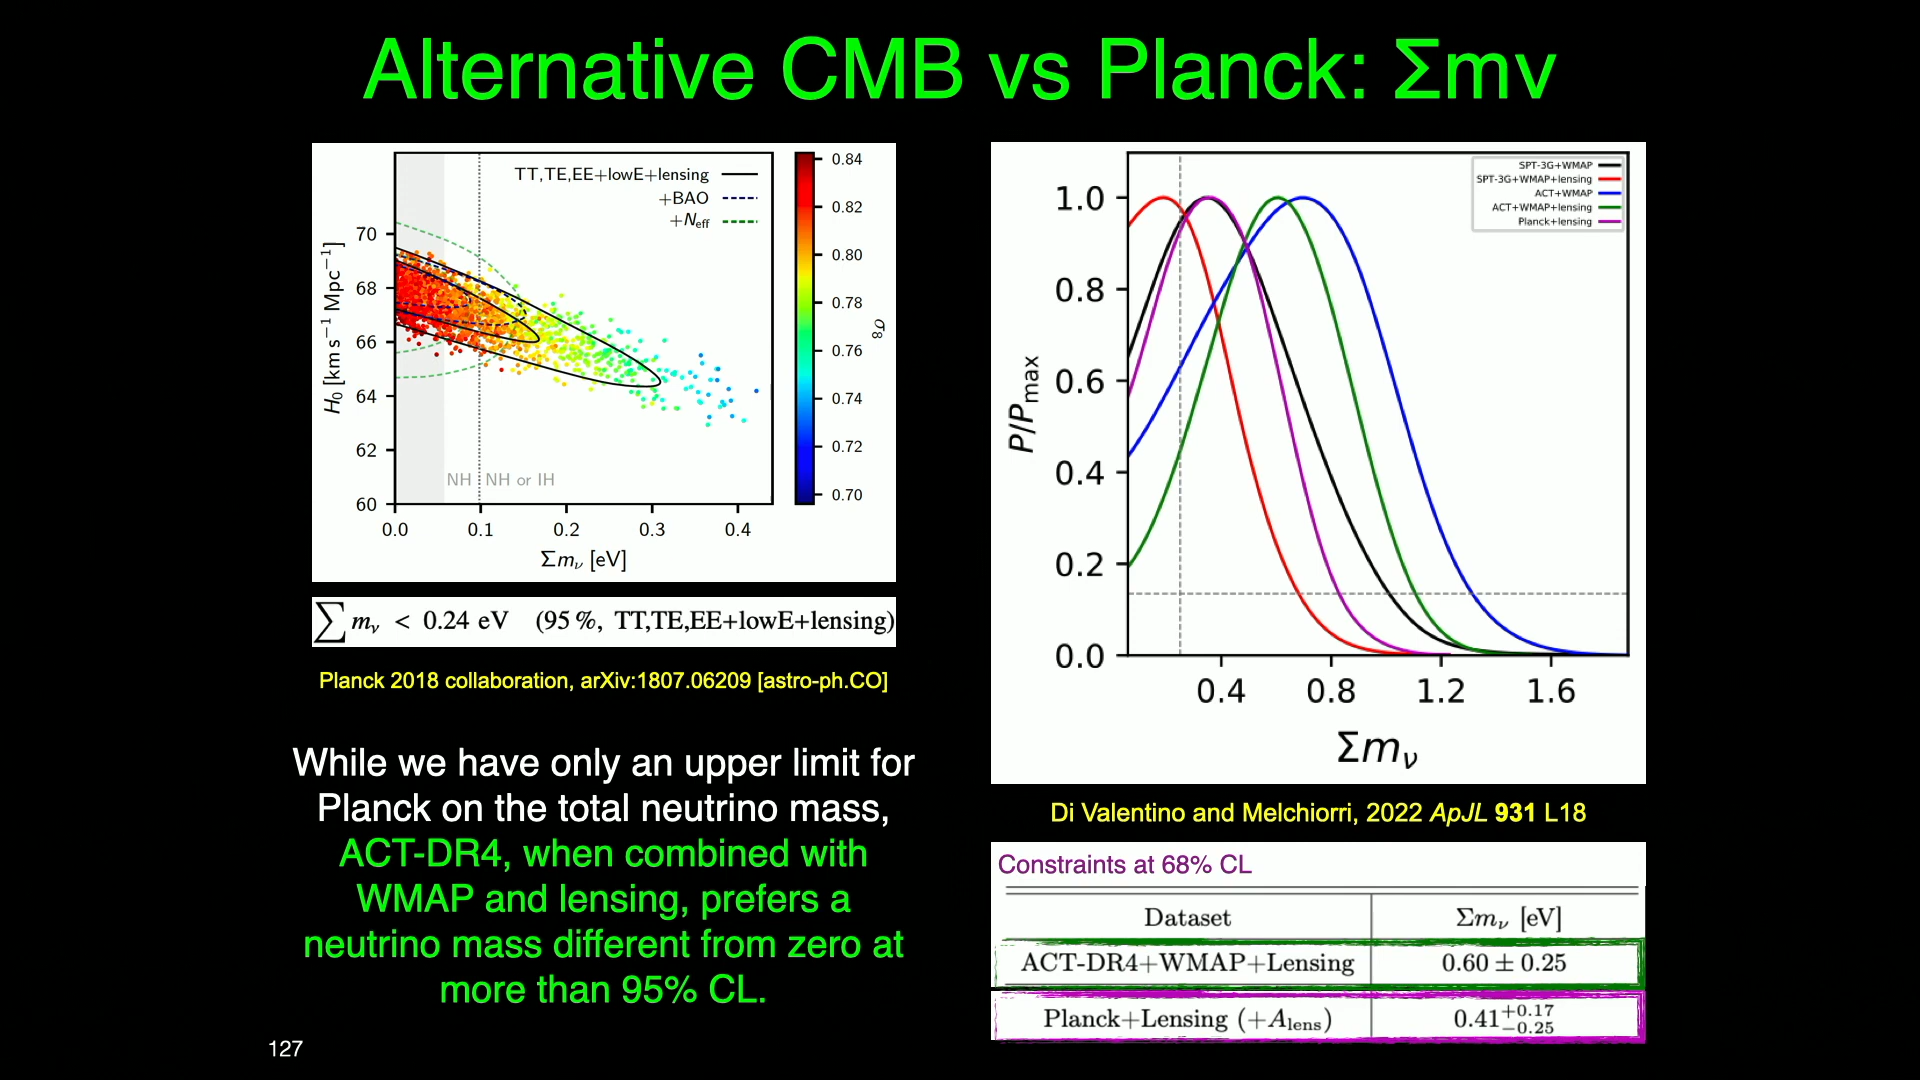 Alternative CMB vs Planck: Σmν
TT,TE,EE+lowE+lensing
+BAO
+Neff
H0 [km s−1 Mpc−1]
70
68
66
64
62
60
NH
NH or IH
0.0
0.1
0.2
0.3
0.4
Σmν [eV]
0.84
0.82
0.80
0.78
0.76
0.74
0.72
0.70
σ8
∑ mν < 0.24 eV (95 %, TT,TE,EE+lowE+lensing)
Planck 2018 collaboration, arXiv:1807.06209 [astro-ph.CO]
While we have only an upper limit for
Planck on the total neutrino mass,
ACT-DR4, when combined with
WMAP and lensing, prefers a
neutrino mass different from zero at
more than 95% CL.
127
SPT-3G+WMAP
SPT-3G+WMAP+lensing
ACT+WMAP
ACT+WMAP+lensing
Planck+lensing
P/Pmax
1.0
0.8
0.6
0.4
0.2
0.0
0.4
0.8
1.2
1.6
Σmν
Di Valentino and Melchiorri, 2022 ApJL 931 L18
Constraints at 68% CL
Dataset Σmν [eV]
ACT-DR4+WMAP+Lensing 0.60 ± 0.25
Planck+Lensing (+Alens) 0.41+0.17−0.25